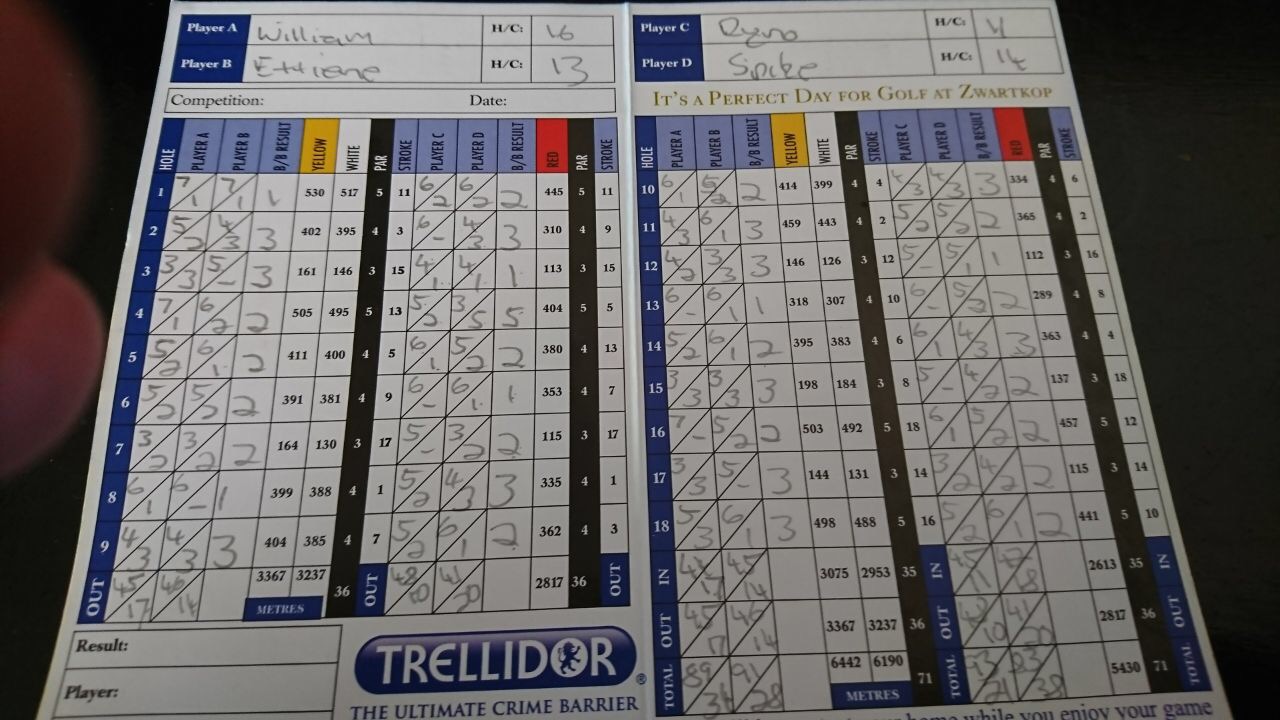 Player A William H/C: 16
Player B Ettiene H/C: 13
Player C Ryno H/C:
Player D Spike H/C: 14
Competition: Date:
IT'S A PERFECT DAY FOR GOLF AT ZWARTKOP
HOLE PLAYER A PLAYER B B/B RESULT YELLOW WHITE PAR STROKE PLAYER C PLAYER D B/B RESULT RED PAR STROKE
1 7/1 7/1 1 530 517 5 11 6/2 6/2 2 445 5 11
2 5/2 4/3 3 402 395 4 3 6/- 4/3 3 310 4 9
3 3/3 5/- 3 161 146 3 15 4/1 4/1 1 113 3 15
4 7/1 6/2 2 505 495 5 13 5/2 3/5 5 404 5 5
5 5/2 6/1 2 411 400 4 5 6/1 5/2 2 380 4 13
6 5/2 5/2 2 391 381 4 9 6/- 6/1 1 353 4 7
7 3/2 3/2 2 164 130 3 17 5/- 3/2 2 115 3 17
8 6/1 6/- 1 399 388 4 1 5/2 4/3 3 335 4 1
9 4/3 4/3 3 404 385 4 7 5/2 6/1 2 362 4 3
OUT 45/17 46/14 3367 3237 36 OUT 48/10 41/20 2817 36 OUT
METRES
HOLE PLAYER A PLAYER B B/B RESULT YELLOW WHITE PAR STROKE PLAYER C PLAYER D B/B RESULT RED PAR STROKE
10 6/1 5/2 2 414 399 4 4 4/3 4/3 3 334 4 6
11 4/3 6/1 3 459 443 4 2 5/2 5/2 2 365 4 2
12 4/2 3/3 3 146 126 3 12 5/- 5/1 1 112 3 16
13 6/- 6/1 1 318 307 4 10 6/- 5/2 2 289 4 8
14 5/2 6/1 2 395 383 4 6 6/1 4/3 3 363 4 4
15 3/3 3/3 3 198 184 3 8 5/- 4/2 2 137 3 18
16 7/- 5/2 2 503 492 5 18 6/1 5/2 2 457 5 12
17 3/3 5/- 3 144 131 3 14 3/2 4/2 2 115 3 14
18 5/3 6/1 3 498 488 5 16 5/2 6/1 2 441 5 10
IN 45/14 3075 2953 35 IN 2613 35 IN
OUT 45/17 46/14 3367 3237 36 OUT 41/20 2817 36 OUT
TOTAL 89 91/28 6442 6190 71 TOTAL 5430 71 TOTAL
METRES
Result:
Player:
TRELLIDOR ®
THE ULTIMATE CRIME BARRIER
home while you enjoy your game